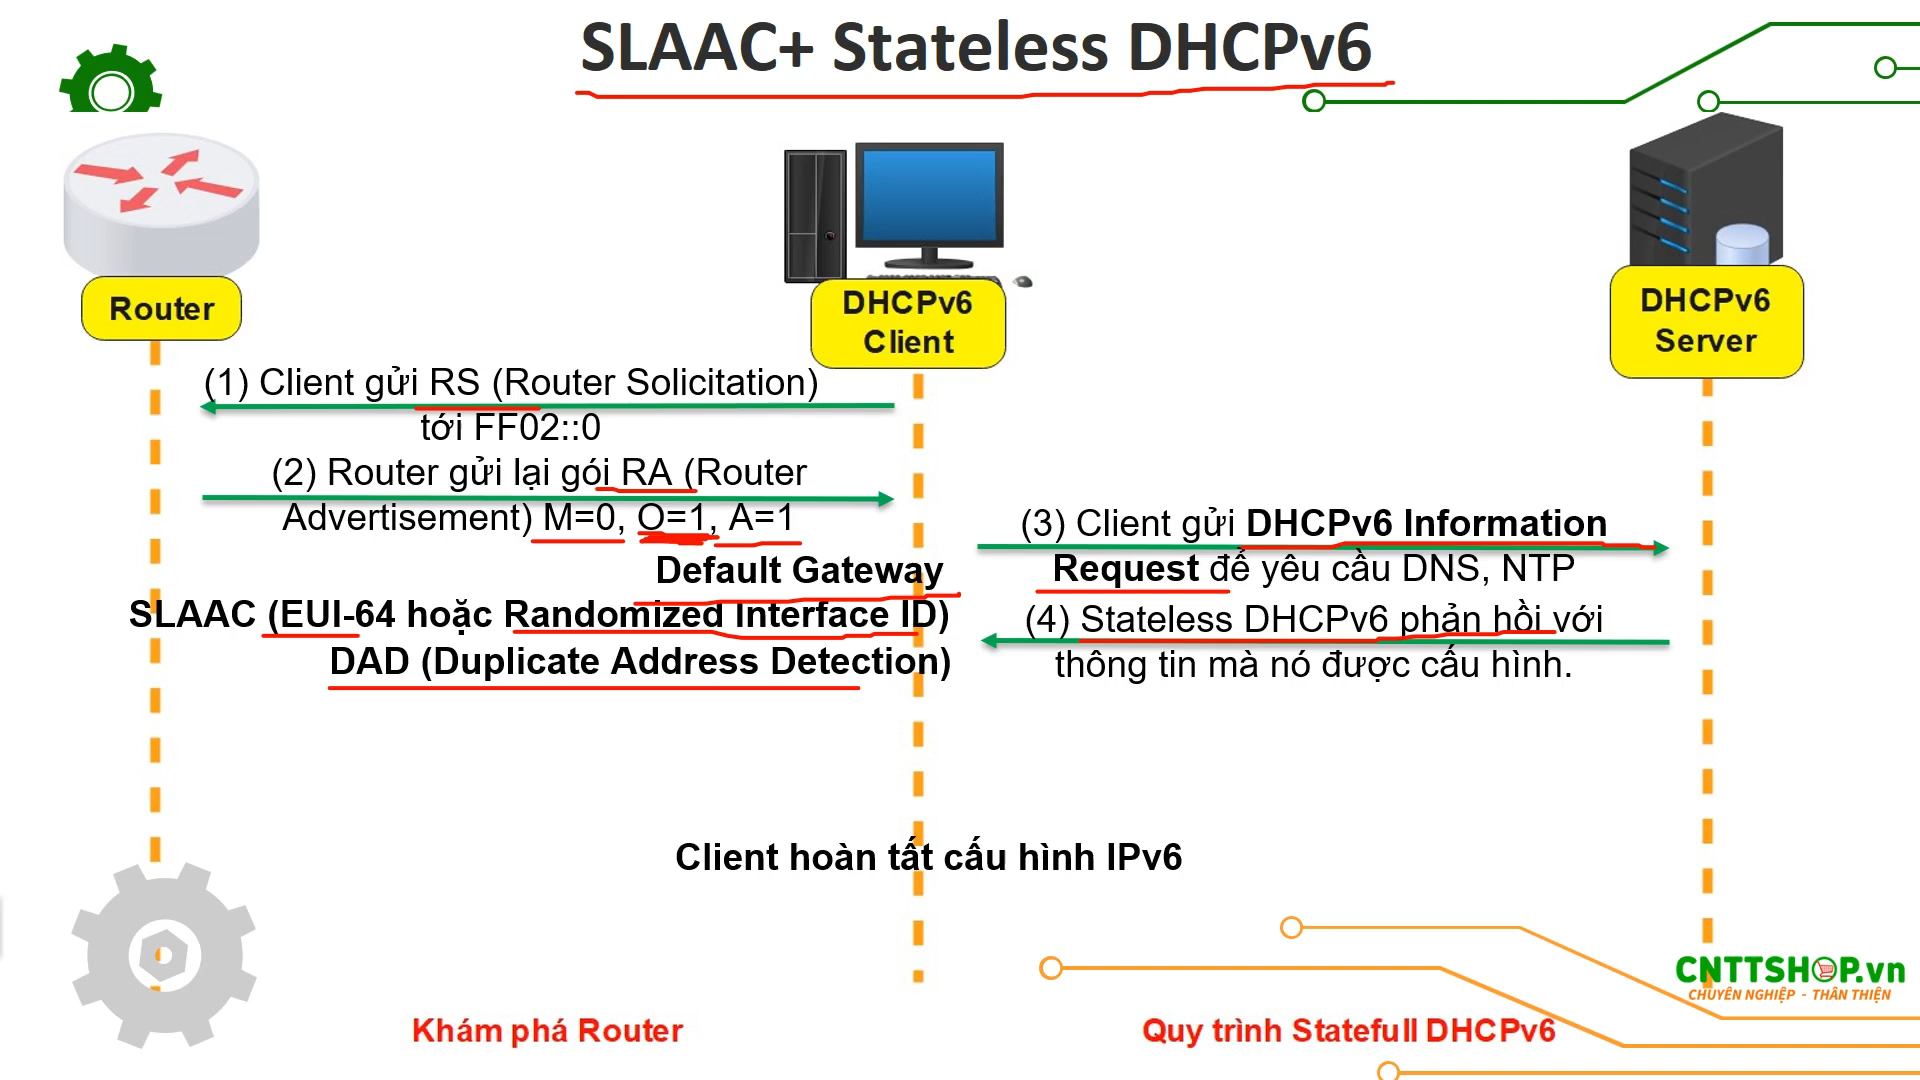 SLAAC+ Stateless DHCPv6
Router
DHCPv6
Client
DHCPv6
Server
(1) Client gửi RS (Router Solicitation)
tới FF02::0
(2) Router gửi lại gói RA (Router
Advertisement) M=0, O=1, A=1
Default Gateway
SLAAC (EUI-64 hoặc Randomized Interface ID)
DAD (Duplicate Address Detection)
(3) Client gửi DHCPv6 Information
Request để yêu cầu DNS, NTP
(4) Stateless DHCPv6 phản hồi với
thông tin mà nó được cấu hình.
Client hoàn tất cấu hình IPv6
CNTTSHOP.vn
CHUYÊN NGHIỆP - THÂN THIỆN
Khám phá Router
Quy trình Statefull DHCPv6